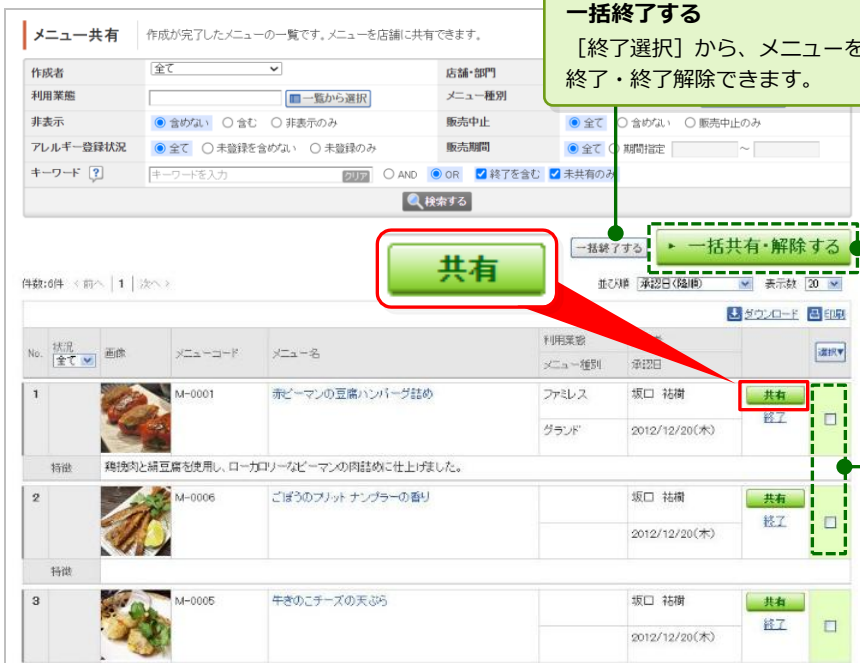 一括終了する
［終了選択］から、メニューを
終了・終了解除できます。
メニュー共有 作成が完了したメニューの一覧です。メニューを店舗に共有できます。
作成者 全て 店舗・部門
利用業態 一覧から選択 メニュー種別
非表示 含めない 含む 非表示のみ 販売中止 全て 含めない 販売中止のみ
アレルギー登録状況 全て 未登録を含めない 未登録のみ 販売期間 全て 期間指定 ～
キーワード ? キーワードを入力 クリア AND OR 終了を含む 未共有のみ
検索する
一括終了する 一括共有・解除する
共有
件数:6件 <前へ | 1 | 次へ> 並び順 承認日(降順) 表示数 20
ダウンロード 印刷
No. 状況 全て 画像 メニューコード メニュー名 利用業態 メニュー種別 承認日 選択▼
1 M-0001 赤ピーマンの豆腐ハンバーグ詰め ファミレス 坂口 祐樹 共有
終了
グランド 2012/12/20(木)
特徴 鶏挽肉と絹豆腐を使用し、ローカロリーなピーマンの肉詰めに仕上げました。
2 M-0006 ごぼうのフリット ナンプラーの香り 坂口 祐樹 共有
終了
2012/12/20(木)
特徴
3 M-0005 牛きのこチーズの天ぷら 坂口 祐樹 共有
終了
2012/12/20(木)